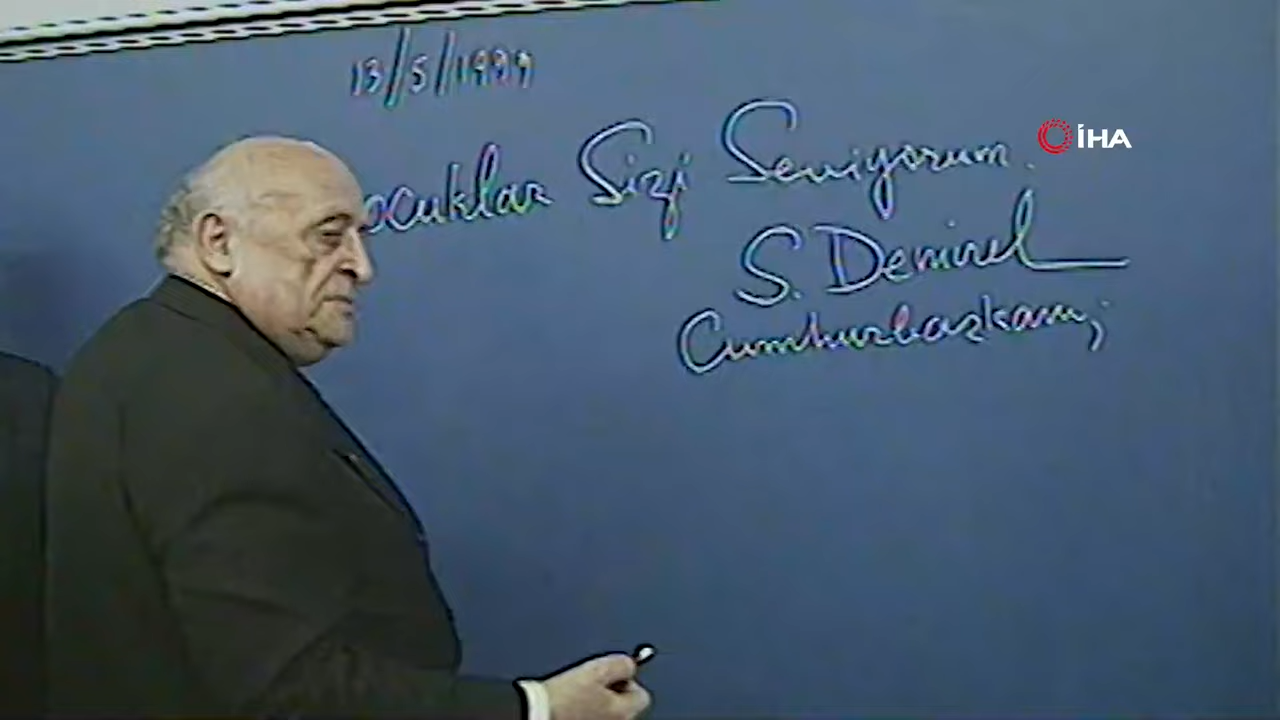 13/5/1999
ocuklar Sizi Seviyorum.
İHA
S. Demirel
Cumhurbaşkanı